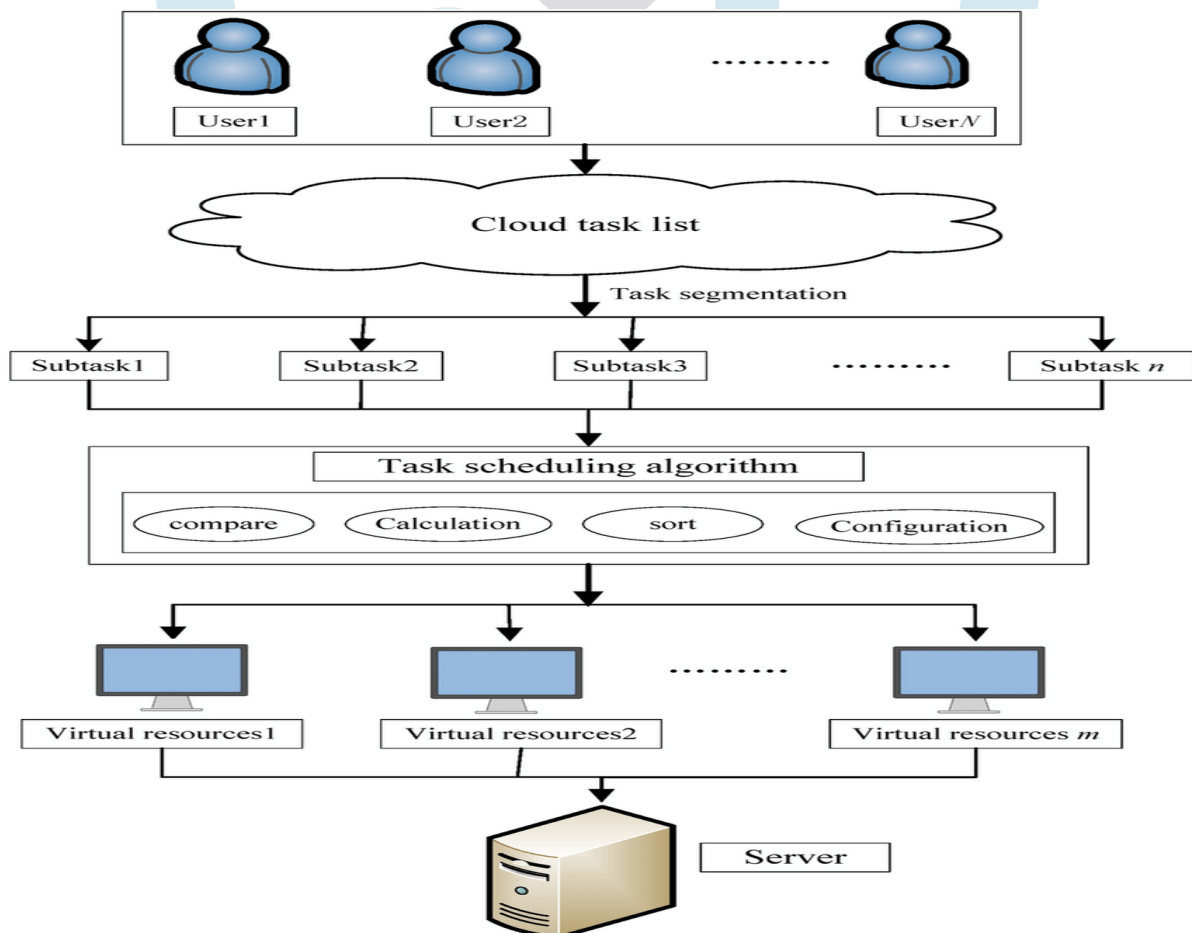 User1
User2
UserN
Cloud task list
Task segmentation
Subtask1
Subtask2
Subtask3
Subtask n
Task scheduling algorithm
compare
Calculation
sort
Configuration
Virtual resources1
Virtual resources2
Virtual resources m
Server